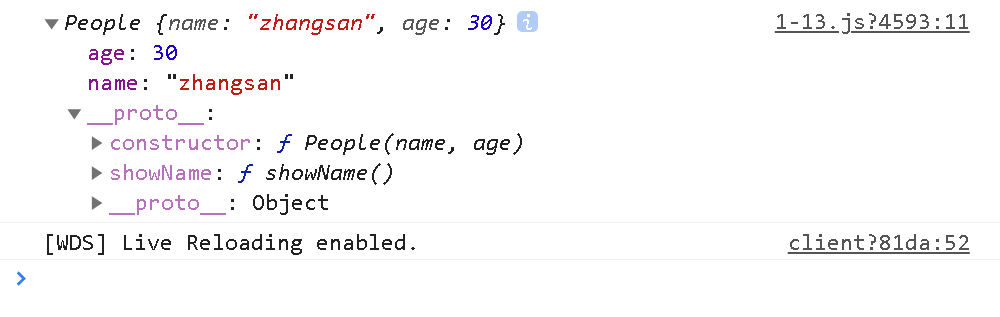 ▼People {name: "zhangsan", age: 30} i 1-13.js?4593:11
age: 30
name: "zhangsan"
▼__proto__:
▶constructor: ƒ People(name, age)
▶showName: ƒ showName()
▶__proto__: Object
[WDS] Live Reloading enabled. client?81da:52
>